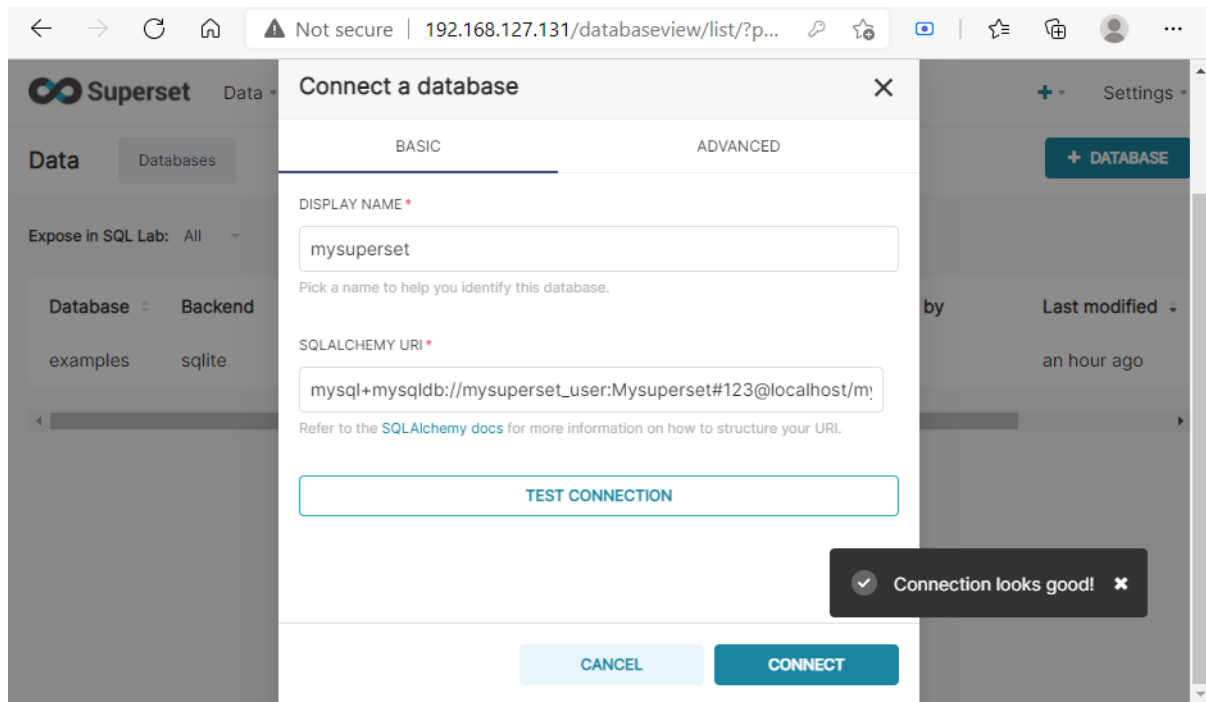 Not secure | 192.168.127.131/databaseview/list/?p...
Superset Data Settings
Connect a database
Data Databases + DATABASE
BASIC ADVANCED
DISPLAY NAME *
mysuperset
Pick a name to help you identify this database.
Expose in SQL Lab: All
Database Backend by Last modified
examples sqlite an hour ago
SQLALCHEMY URI *
mysql+mysqldb://mysuperset_user:Mysuperset#123@localhost/my
Refer to the SQLAlchemy docs for more information on how to structure your URI.
TEST CONNECTION
Connection looks good!
CANCEL CONNECT